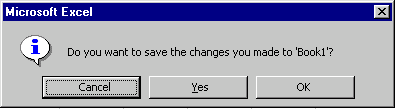 Microsoft Excel
Do you want to save the changes you made to 'Book1'?
Cancel Yes OK